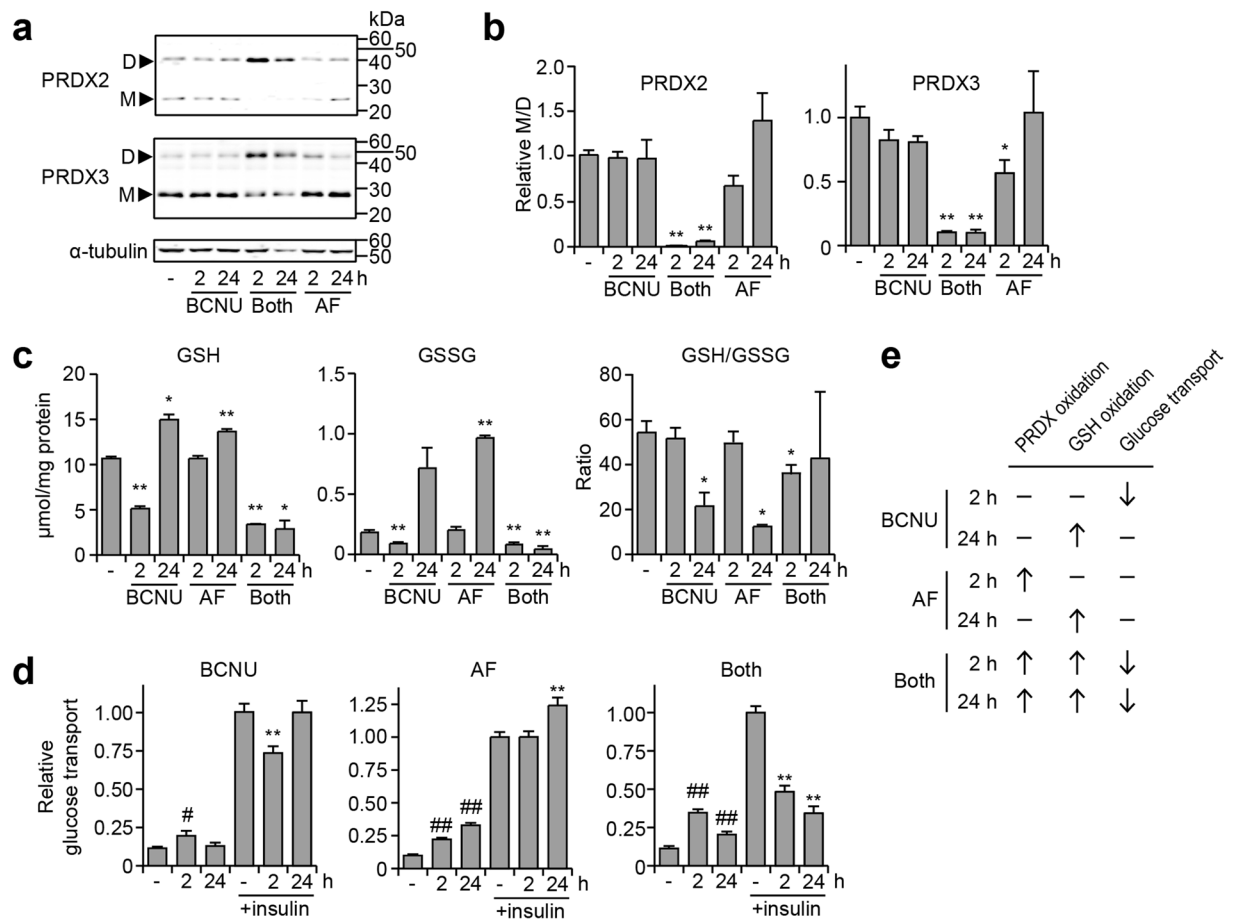 a
kDa
PRDX2
D
M
60
50
40
30
20
PRDX3
D
M
60
50
40
30
20
α-tubulin
60
50
- 2 24 2 24 2 24 h
BCNU Both AF
b
PRDX2
Relative M/D
2.0
1.5
1.0
0.5
0
** **
- 2 24 2 24 2 24 h
BCNU Both AF
PRDX3
1.0
0.5
0
** ** *
- 2 24 2 24 2 24 h
BCNU Both AF
c
GSH
µmol/mg protein
20
15
10
5
0
** * ** ** *
- 2 24 2 24 2 24 h
BCNU AF Both
GSSG
1.5
1.0
0.5
0
** ** ** **
- 2 24 2 24 2 24 h
BCNU AF Both
GSH/GSSG
Ratio
80
60
40
20
0
* * *
- 2 24 2 24 2 24 h
BCNU AF Both
d
BCNU
Relative
glucose transport
1.00
0.75
0.50
0.25
0
# **
- 2 24 - 2 24 h
+insulin
AF
1.25
1.00
0.75
0.50
0.25
0
## ## **
- 2 24 - 2 24 h
+insulin
Both
1.00
0.75
0.50
0.25
0
## ## ** **
- 2 24 - 2 24 h
+insulin
e
PRDX oxidation
GSH oxidation
Glucose transport
BCNU
2 h – – ↓
24 h – ↑ –
AF
2 h ↑ – –
24 h – ↑ –
Both
2 h ↑ ↑ ↓
24 h ↑ ↑ ↓